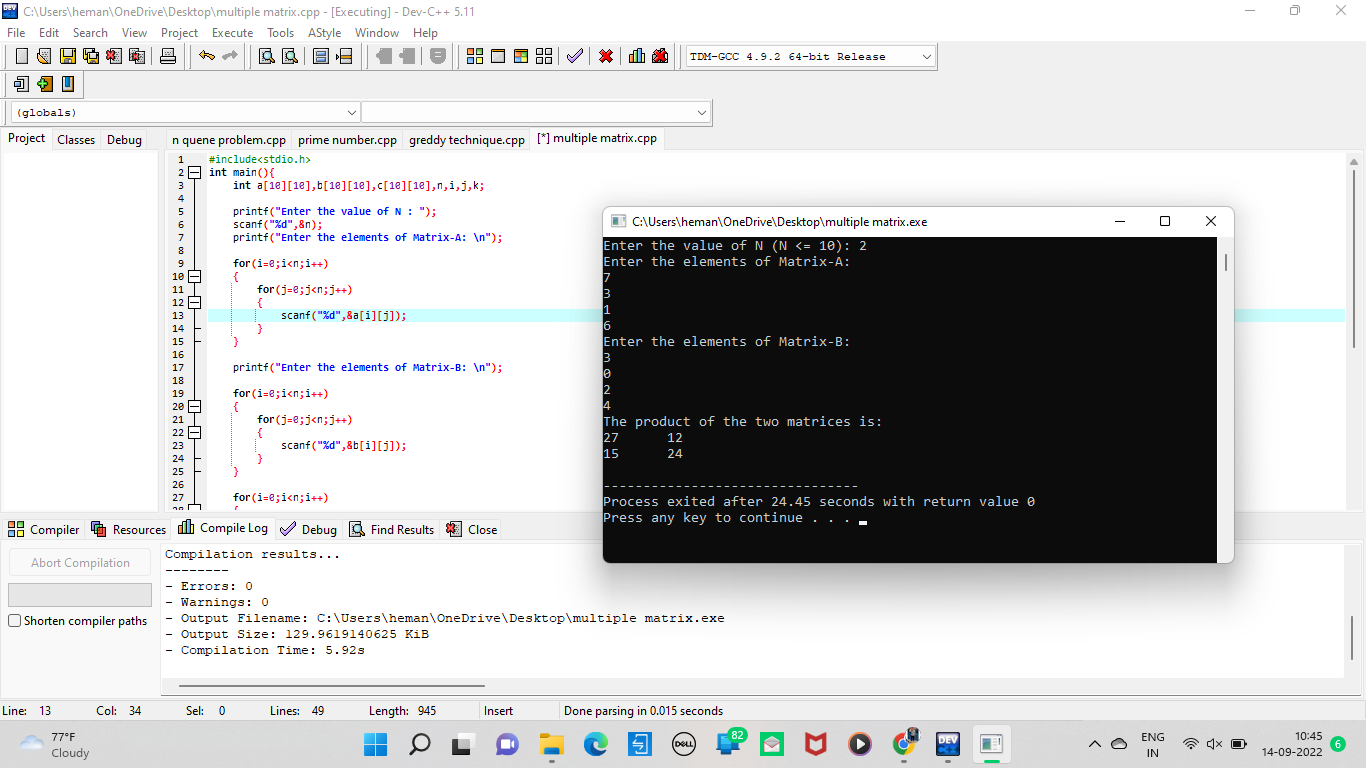 C:\Users\heman\OneDrive\Desktop\multiple matrix.cpp - [Executing] - Dev-C++ 5.11
File Edit Search View Project Execute Tools AStyle Window Help
TDM-GCC 4.9.2 64-bit Release
(globals)
Project Classes Debug
n quene problem.cpp prime number.cpp greddy technique.cpp [*] multiple matrix.cpp
1 #include<stdio.h>
2 int main(){
3 int a[10][10],b[10][10],c[10][10],n,i,j,k;
4
5 printf("Enter the value of N : ");
6 scanf("%d",&n);
7 printf("Enter the elements of Matrix-A: \n");
8
9 for(i=0;i<n;i++)
10 {
11 for(j=0;j<n;j++)
12 {
13 scanf("%d",&a[i][j]);
14 }
15 }
16
17 printf("Enter the elements of Matrix-B: \n");
18
19 for(i=0;i<n;i++)
20 {
21 for(j=0;j<n;j++)
22 {
23 scanf("%d",&b[i][j]);
24 }
25 }
26
27 for(i=0;i<n;i++)
28 {
C:\Users\heman\OneDrive\Desktop\multiple matrix.exe
Enter the value of N (N <= 10): 2
Enter the elements of Matrix-A:
7
3
1
6
Enter the elements of Matrix-B:
3
0
2
4
The product of the two matrices is:
27 12
15 24
--------------------------------
Process exited after 24.45 seconds with return value 0
Press any key to continue . . .
Compiler Resources Compile Log Debug Find Results Close
Abort Compilation
Shorten compiler paths
Compilation results...
--------
- Errors: 0
- Warnings: 0
- Output Filename: C:\Users\heman\OneDrive\Desktop\multiple matrix.exe
- Output Size: 129.9619140625 KiB
- Compilation Time: 5.92s
Line: 13 Col: 34 Sel: 0 Lines: 49 Length: 945 Insert Done parsing in 0.015 seconds
77°F
Cloudy
82
DELL
DEV
ENG
IN
10:45
14-09-2022
6